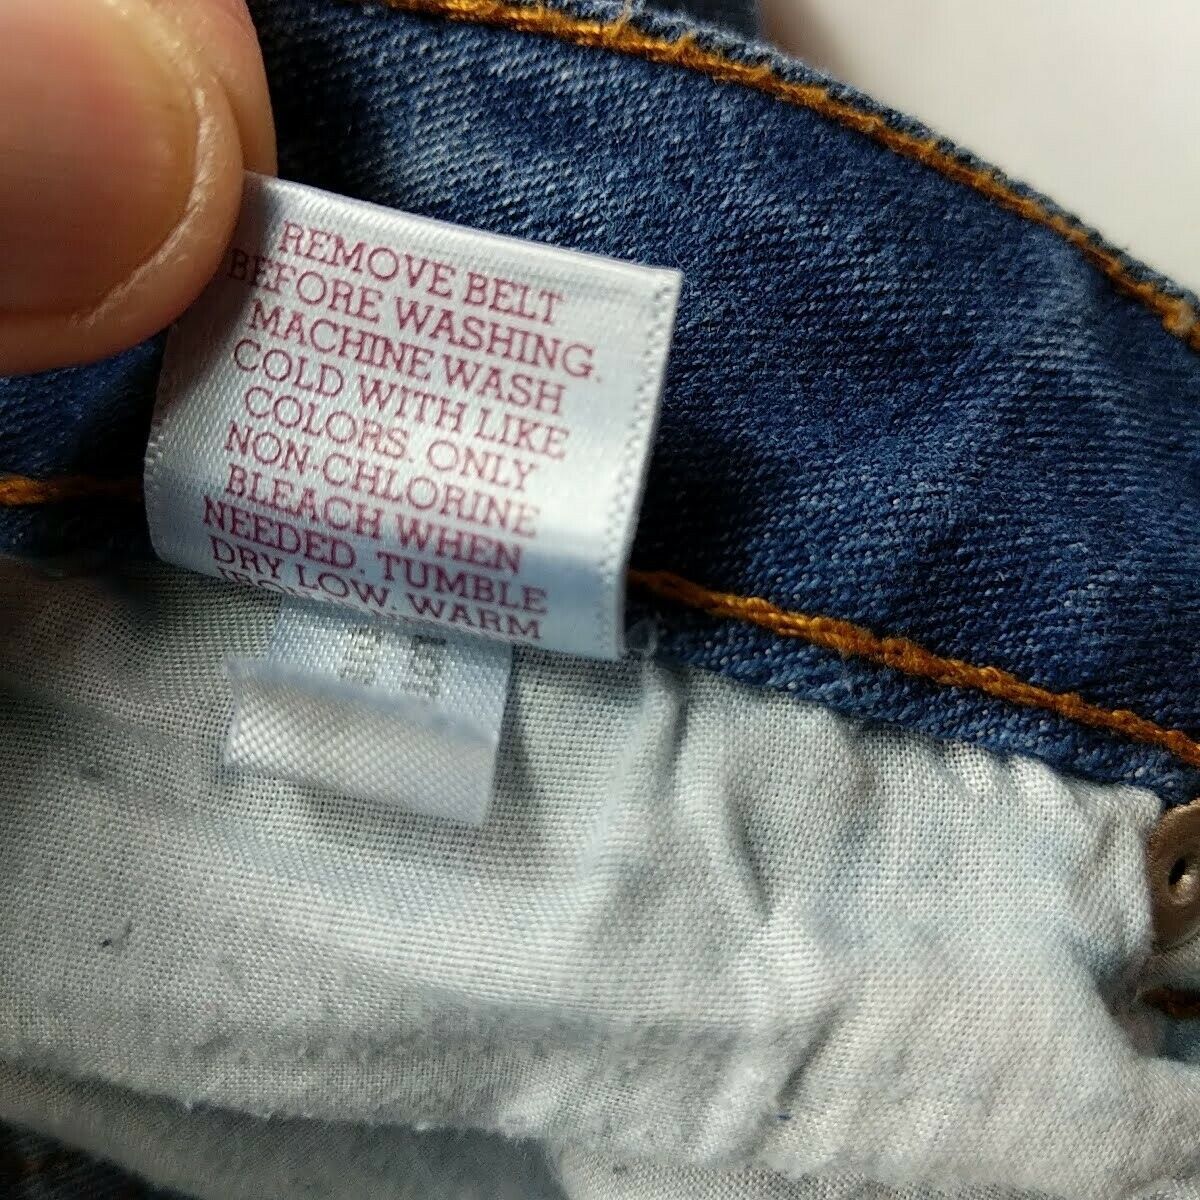 REMOVE BELT
BEFORE WASHING.
MACHINE WASH
COLD WITH LIKE
COLORS. ONLY
NON-CHLORINE
BLEACH WHEN
NEEDED. TUMBLE
DRY LOW. WARM